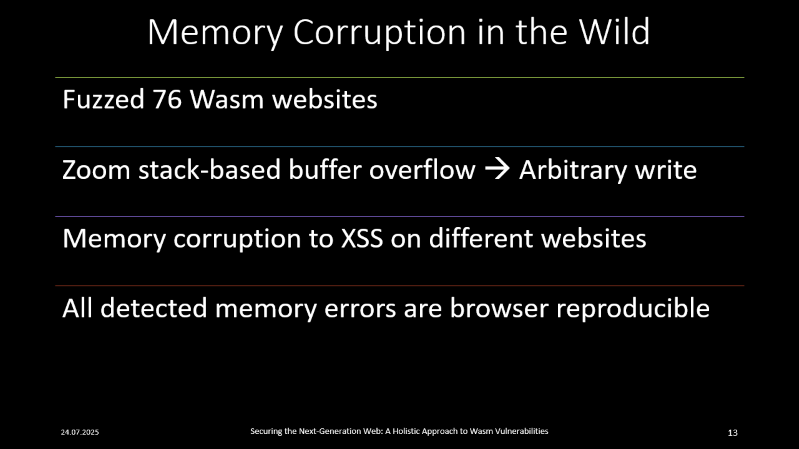 Memory Corruption in the Wild
Fuzzed 76 Wasm websites
Zoom stack-based buffer overflow → Arbitrary write
Memory corruption to XSS on different websites
All detected memory errors are browser reproducible
24.07.2025
Securing the Next-Generation Web: A Holistic Approach to Wasm Vulnerabilities
13